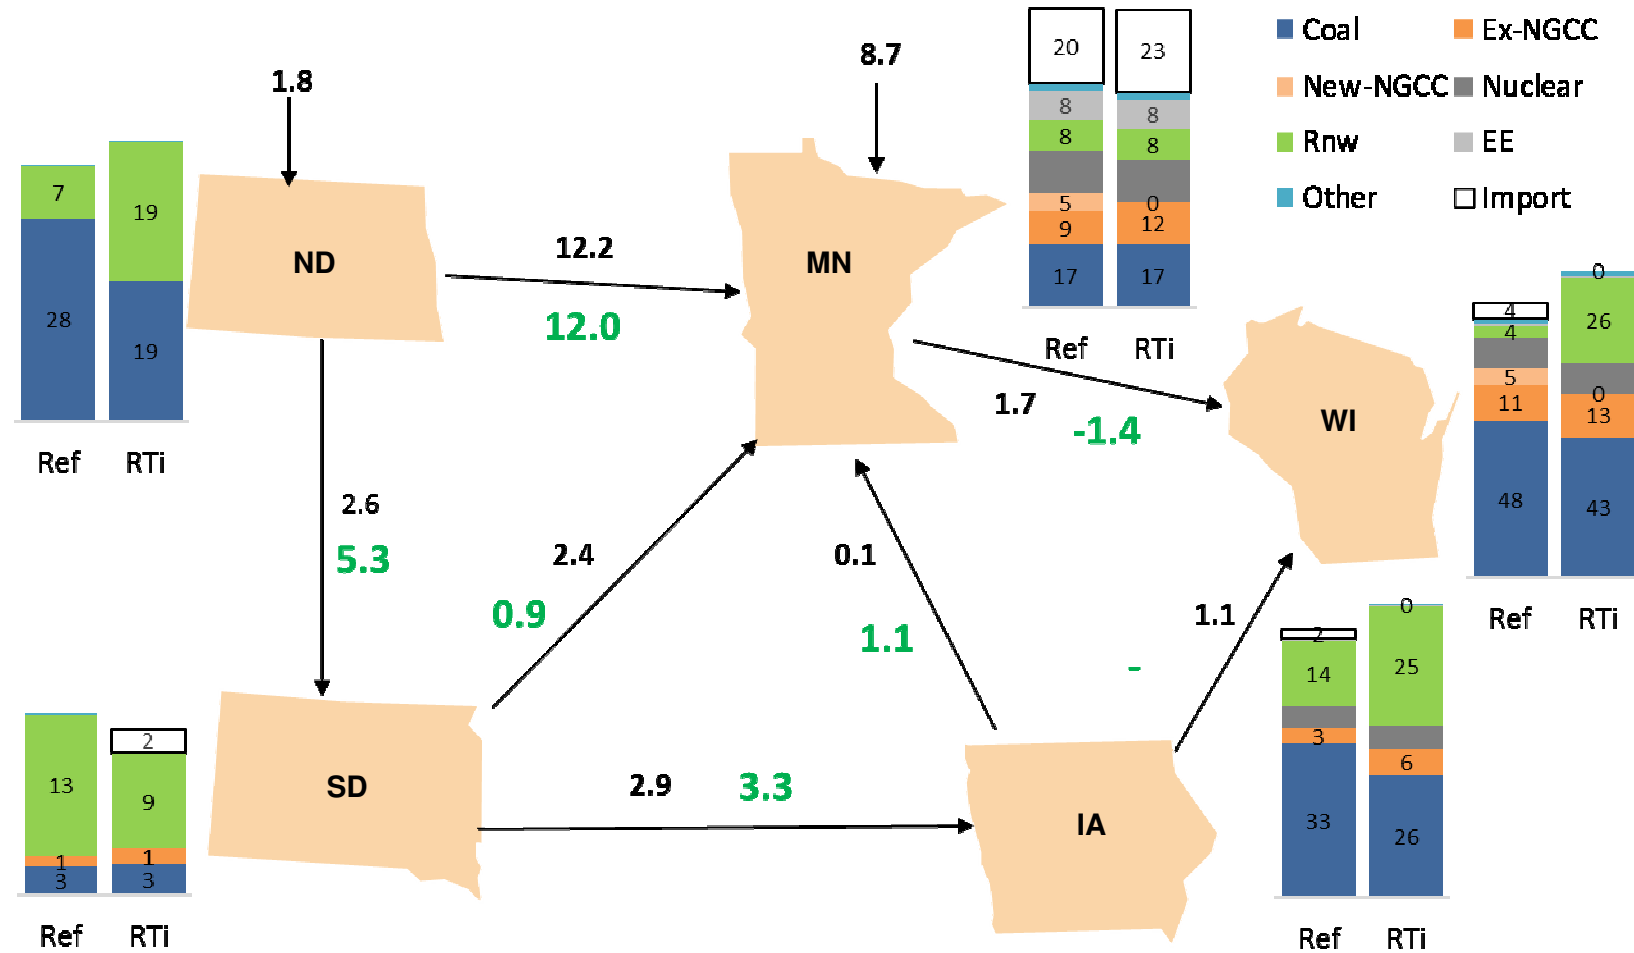 1.8
8.7
20
23
8
8
8
8
5
0
9
12
17
17
Ref
RTi
Coal
Ex-NGCC
New-NGCC
Nuclear
Rnw
EE
Other
Import
7
19
28
19
Ref
RTi
ND
12.2
12.0
MN
1.7
-1.4
WI
4
0
4
26
5
0
11
13
48
43
Ref
RTi
2.6
5.3
2.4
0.9
0.1
1.1
1.1
-
2
0
14
25
3
6
33
26
Ref
RTi
2
13
9
1
1
3
3
Ref
RTi
SD
2.9
3.3
IA